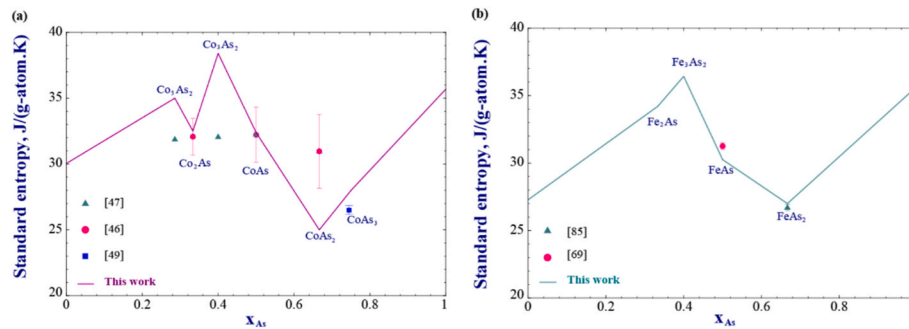 (a)
Standard entropy, J/(g-atom.K)
40
35
30
25
20
Co3As2
Co3As2
Co2As
CoAs
CoAs2
CoAs3
[47]
[46]
[49]
This work
0 0.2 0.4 0.6 0.8 1
xAs
(b)
Standard entropy, J/(g-atom.K)
40
35
30
25
20
Fe3As2
Fe2As
FeAs
FeAs2
[85]
[69]
This work
0 0.2 0.4 0.6 0.8
xAs